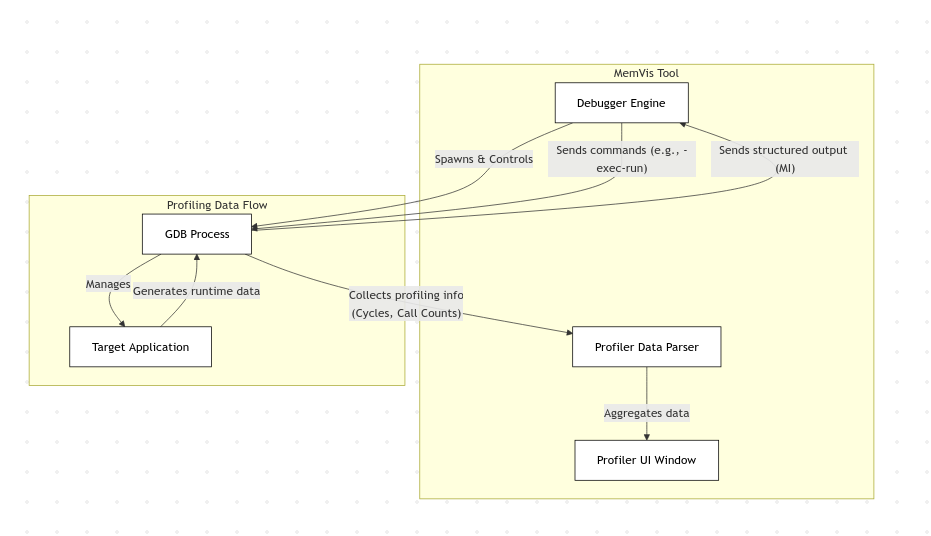 MemVis Tool
Debugger Engine
Spawns & Controls
Sends commands (e.g., -
exec-run)
Sends structured output
(MI)
Profiling Data Flow
GDB Process
Manages
Generates runtime data
Collects profiling info
(Cycles, Call Counts)
Target Application
Profiler Data Parser
Aggregates data
Profiler UI Window